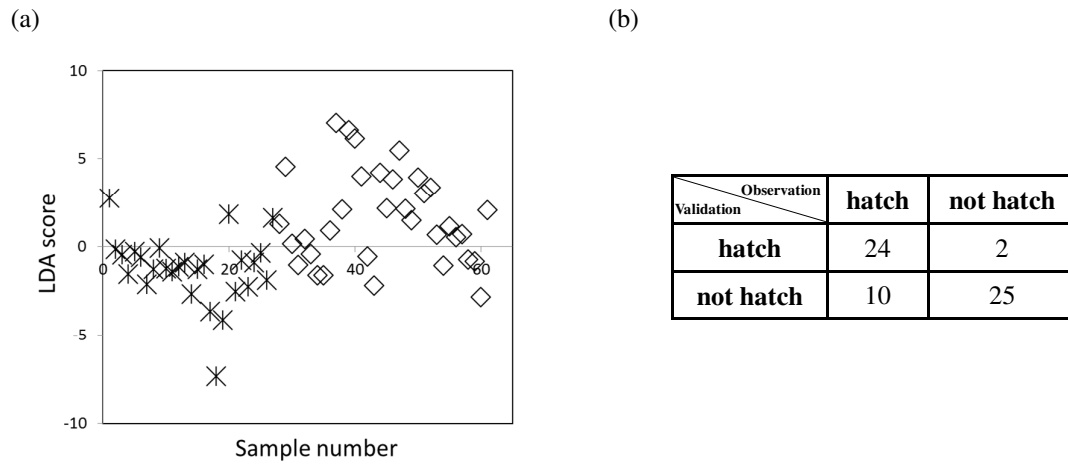 (a)
(b)
10
5
0
-5
-10
0
20
40
60
LDA score
Sample number
Observation
Validation
hatch
not hatch
hatch
24
2
not hatch
10
25